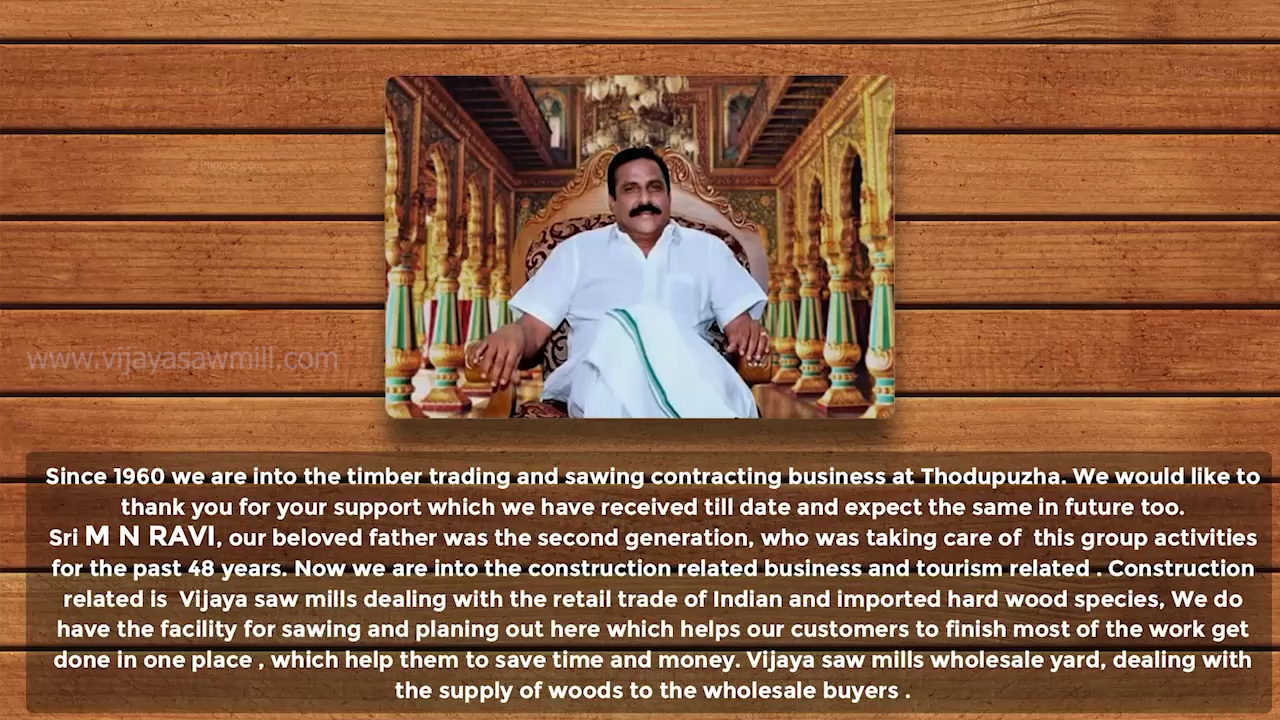 Photos5.com
© Photos5.com
www.vijayasawmill.com
Since 1960 we are into the timber trading and sawing contracting business at Thodupuzha. We would like to
thank you for your support which we have received till date and expect the same in future too.
Sri M N RAVI, our beloved father was the second generation, who was taking care of  this group activities
for the past 48 years. Now we are into the construction related business and tourism related . Construction
related is  Vijaya saw mills dealing with the retail trade of Indian and imported hard wood species, We do
have the facility for sawing and planing out here which helps our customers to finish most of the work get
done in one place , which help them to save time and money. Vijaya saw mills wholesale yard, dealing with
the supply of woods to the wholesale buyers .